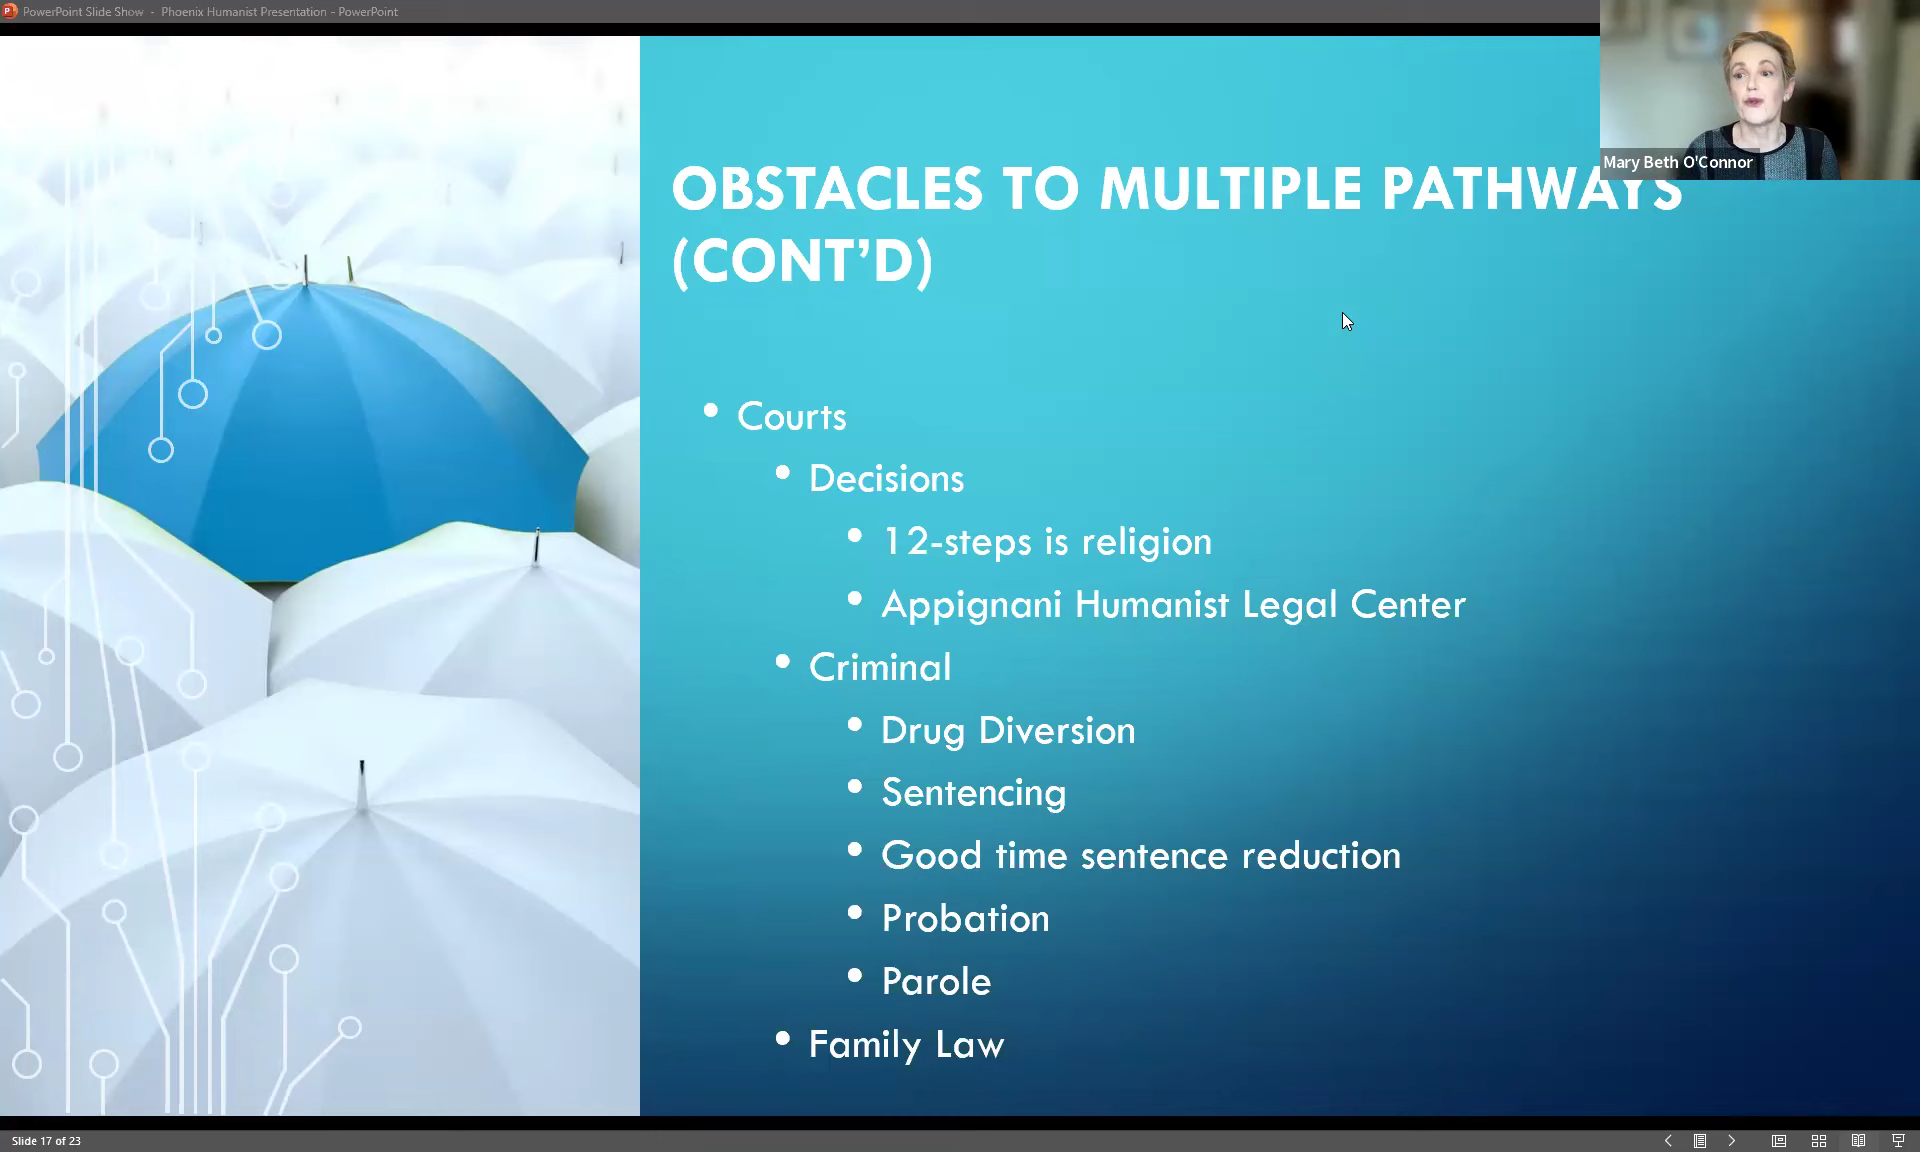 PowerPoint Slide Show - Phoenix Humanist Presentation - PowerPoint
Mary Beth O'Connor
OBSTACLES TO MULTIPLE PATHWAYS
(CONT’D)
• Courts
• Decisions
• 12-steps is religion
• Appignani Humanist Legal Center
• Criminal
• Drug Diversion
• Sentencing
• Good time sentence reduction
• Probation
• Parole
• Family Law
Slide 17 of 23